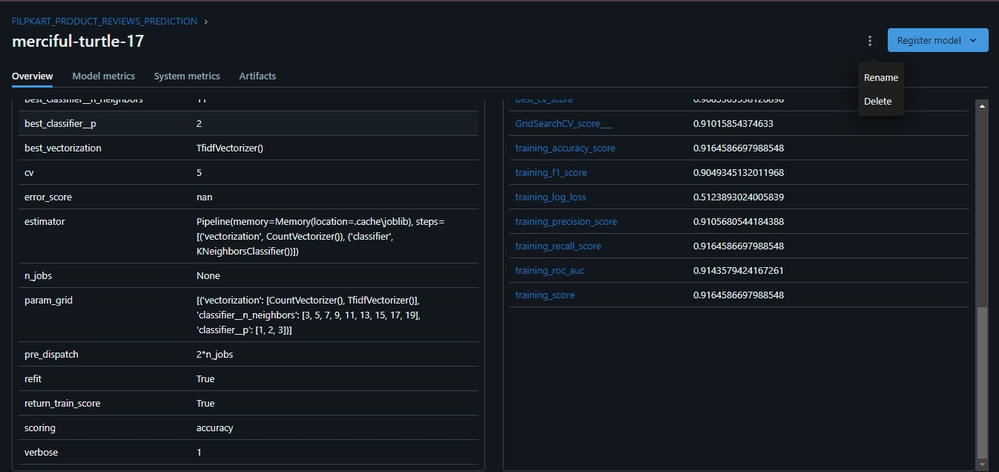 FILPKART_PRODUCT_REVIEWS_PREDICTION >
merciful-turtle-17
Register model
Rename
Delete
Overview Model metrics System metrics Artifacts
best_classifier__n_neighbors 11
best_classifier__p 2
best_vectorization TfidfVectorizer()
cv 5
error_score nan
estimator Pipeline(memory=Memory(location=.cache\joblib), steps=
[('vectorization', CountVectorizer()), ('classifier',
KNeighborsClassifier())])
n_jobs None
param_grid [{'vectorization': [CountVectorizer(), TfidfVectorizer()],
'classifier__n_neighbors': [3, 5, 7, 9, 11, 13, 15, 17, 19],
'classifier__p': [1, 2, 3]}]
pre_dispatch 2*n_jobs
refit True
return_train_score True
scoring accuracy
verbose 1
best_cv_score
GridSearchCV_score___ 0.91015854374633
training_accuracy_score 0.9164586697988548
training_f1_score 0.9049345132011968
training_log_loss 0.5123893024005839
training_precision_score 0.9105680544184388
training_recall_score 0.9164586697988548
training_roc_auc 0.9143579424167261
training_score 0.9164586697988548